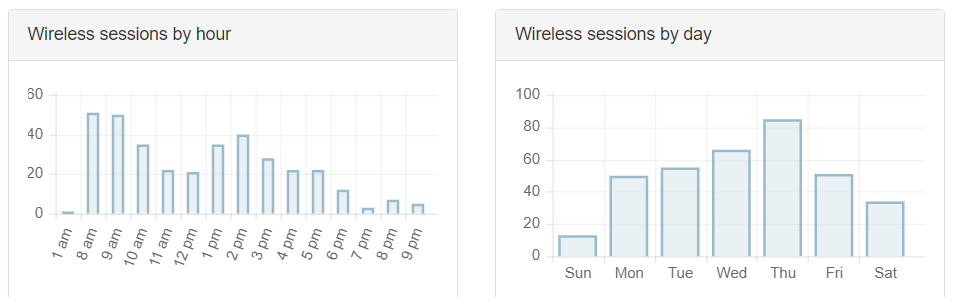 Wireless sessions by hour
60
40
20
0
1 am
8 am
9 am
10 am
11 am
12 pm
1 pm
2 pm
3 pm
4 pm
5 pm
6 pm
7 pm
8 pm
9 pm
Wireless sessions by day
100
80
60
40
20
0
Sun
Mon
Tue
Wed
Thu
Fri
Sat